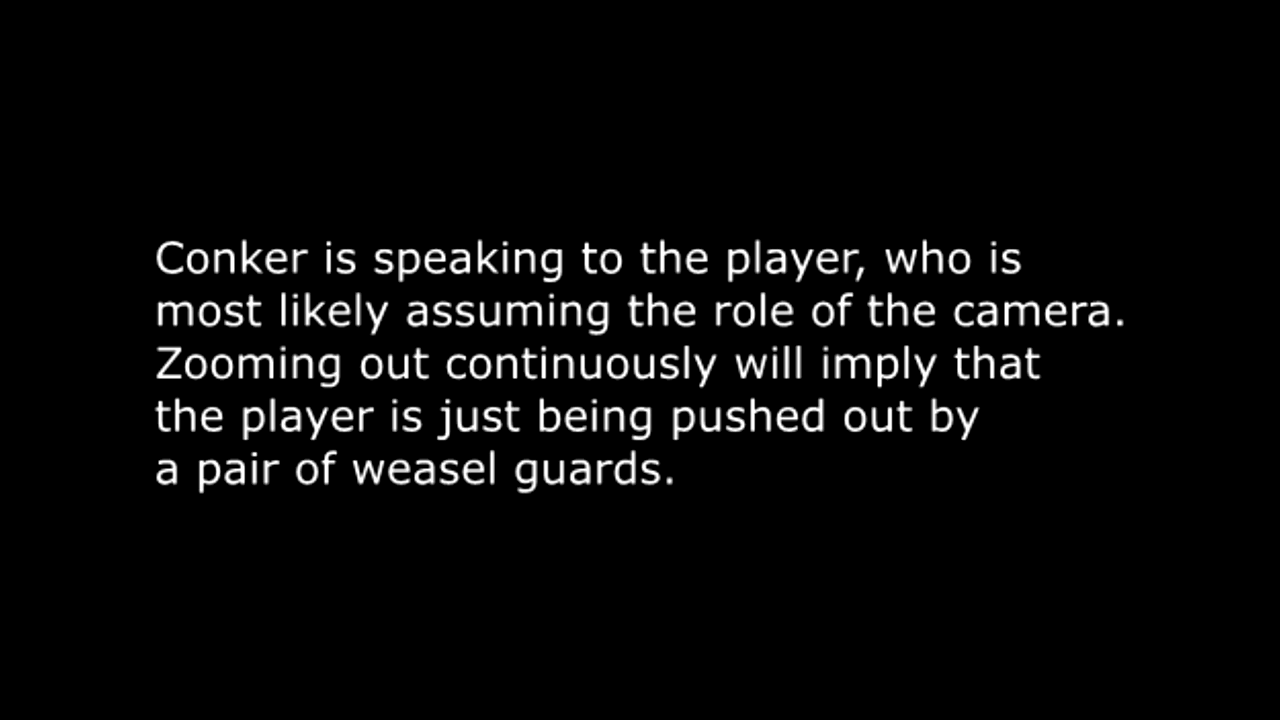 Conker is speaking to the player, who is
most likely assuming the role of the camera.
Zooming out continuously will imply that
the player is just being pushed out by
a pair of weasel guards.